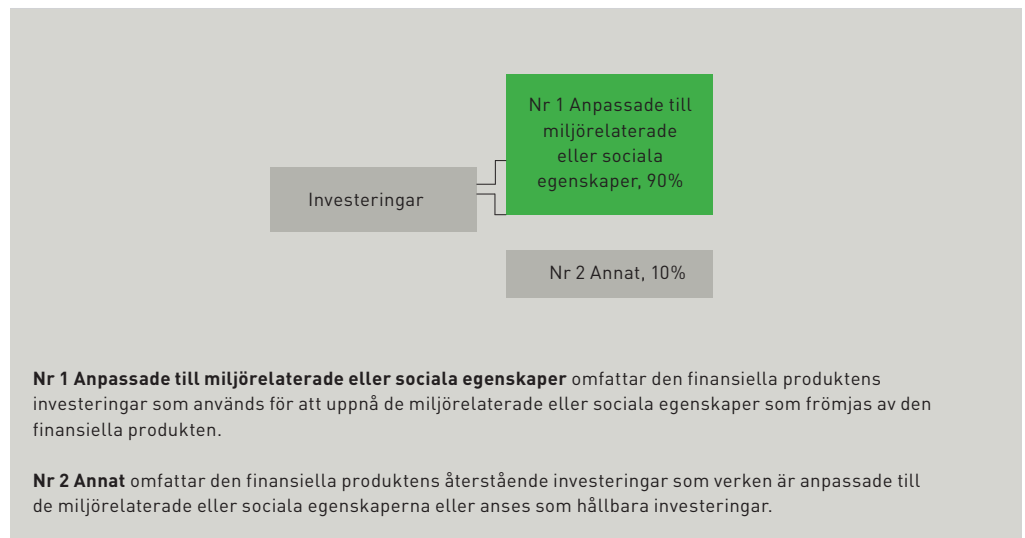 Nr 1 Anpassade till
miljörelaterade
eller sociala
egenskaper, 90%
Investeringar
Nr 2 Annat, 10%
Nr 1 Anpassade till miljörelaterade eller sociala egenskaper omfattar den finansiella produktens
investeringar som används för att uppnå de miljörelaterade eller sociala egenskaper som främjas av den
finansiella produkten.
Nr 2 Annat omfattar den finansiella produktens återstående investeringar som verken är anpassade till
de miljörelaterade eller sociala egenskaperna eller anses som hållbara investeringar.